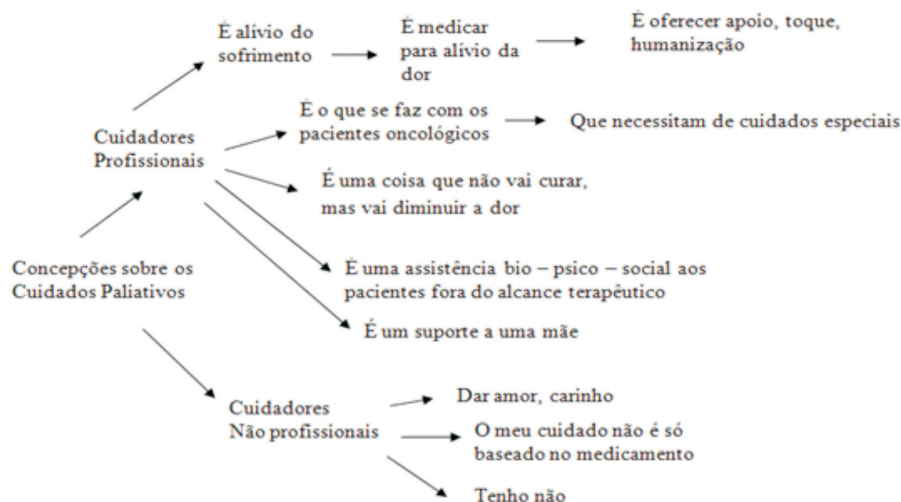 É alívio do
sofrimento
É medicar
para alívio da
dor
É oferecer apoio, toque,
humanização
Cuidadores
Profissionais
É o que se faz com os
pacientes oncológicos
Que necessitam de cuidados especiais
É uma coisa que não vai curar,
mas vai diminuir a dor
Concepções sobre os
Cuidados Paliativos
É uma assistência bio – psico – social aos
pacientes fora do alcance terapêutico
É um suporte a uma mãe
Cuidadores
Não profissionais
Dar amor, carinho
O meu cuidado não é só
baseado no medicamento
Tenho não